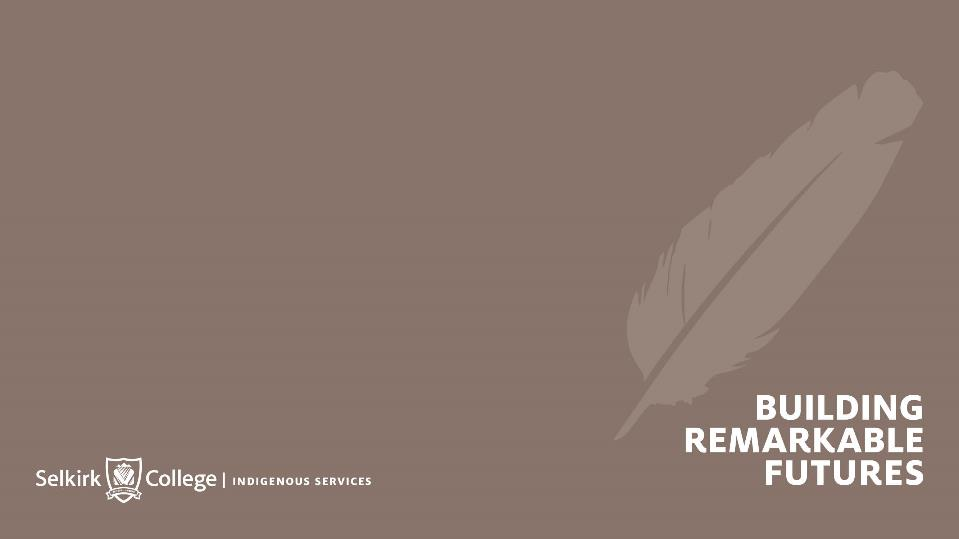 BUILDING
REMARKABLE
FUTURES
Selkirk College | INDIGENOUS SERVICES